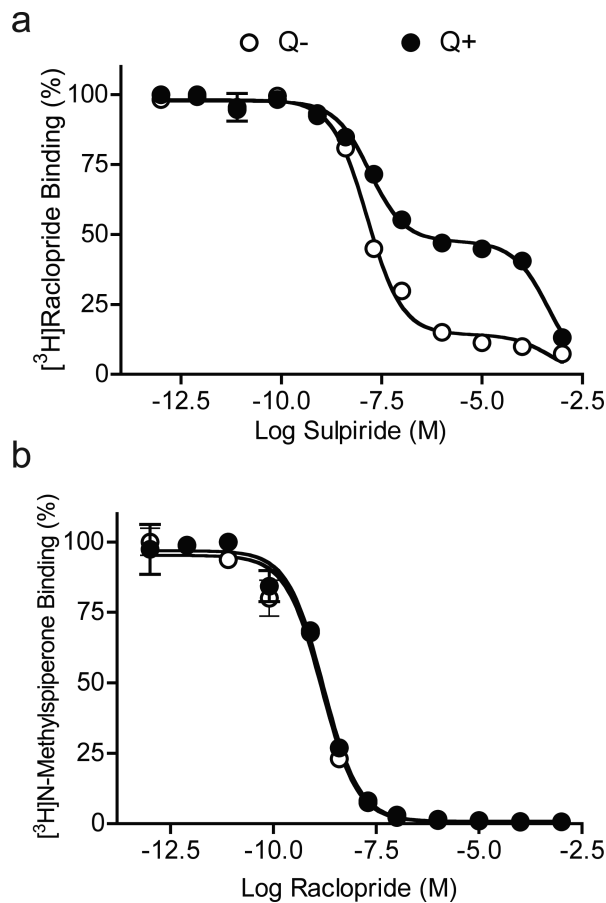 a
Q- Q+
[³H]Raclopride Binding (%)
100
75
50
25
0
-12.5 -10.0 -7.5 -5.0 -2.5
Log Sulpiride (M)
b
[³H]N-Methylspiperone Binding (%)
100
75
50
25
0
-12.5 -10.0 -7.5 -5.0 -2.5
Log Raclopride (M)